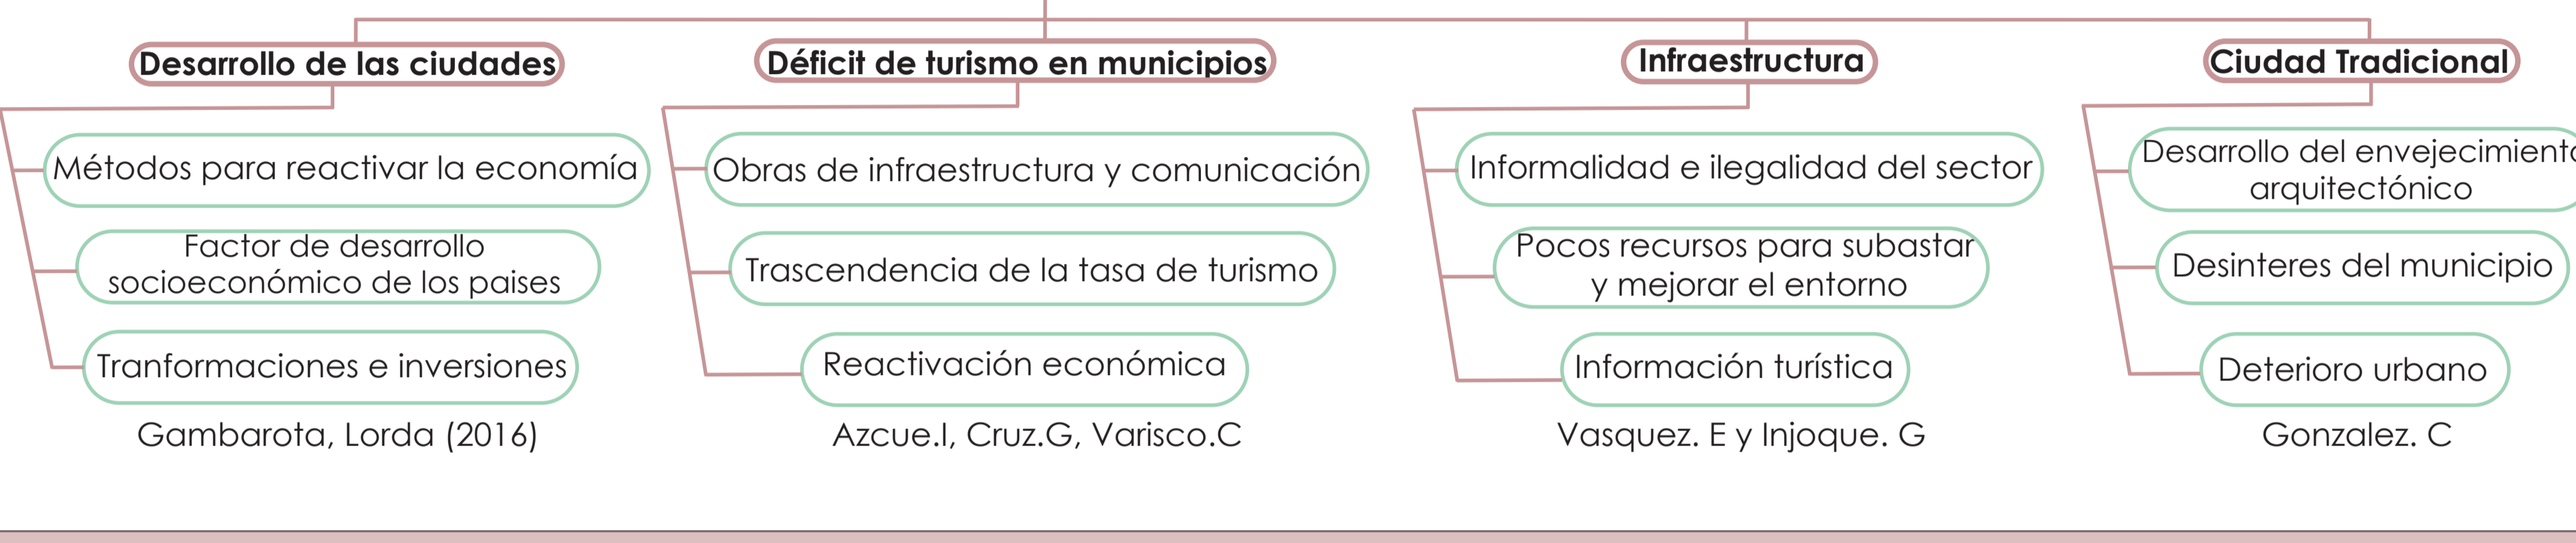 Desarrollo de las ciudades
Métodos para reactivar la economía
Factor de desarrollo
socioeconómico de los paises
Tranformaciones e inversiones
Gambarota, Lorda (2016)
Déficit de turismo en municipios
Obras de infraestructura y comunicación
Trascendencia de la tasa de turismo
Reactivación económica
Azcue.I, Cruz.G, Varisco.C
Infraestructura
Informalidad e ilegalidad del sector
Pocos recursos para subastar
y mejorar el entorno
Información turística
Vasquez. E y Injoque. G
Ciudad Tradicional
Desarrollo del envejecimiento
arquitectónico
Desinteres del municipio
Deterioro urbano
Gonzalez. C